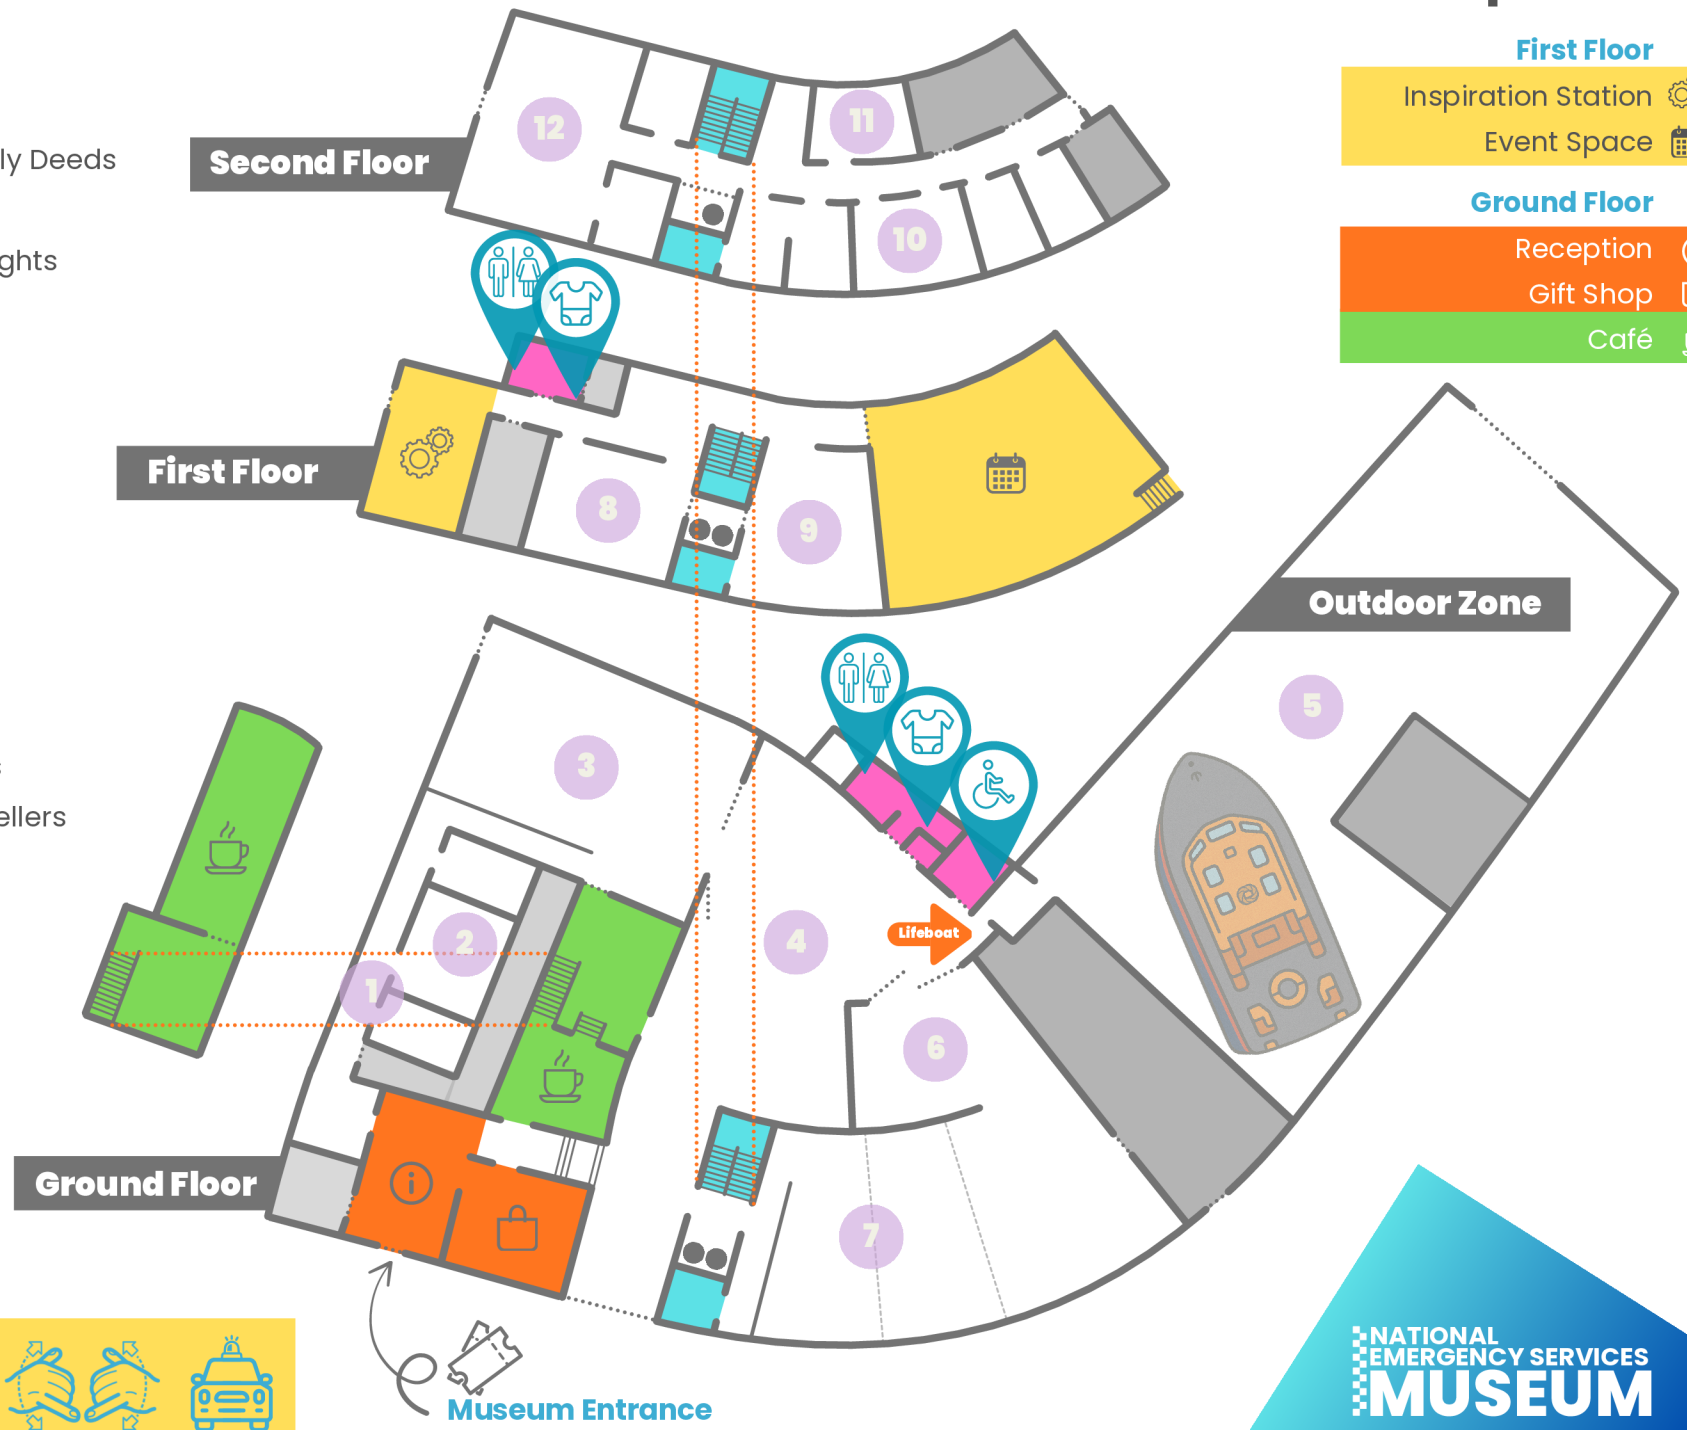 First Floor
Inspiration Station
Event Space
Ground Floor
Reception
Gift Shop
Café
12
11
Second Floor
ly Deeds
10
ghts
First Floor
8
9
Outdoor Zone
5
3
ellers
2
4
Lifeboat
1
6
Ground Floor
7
Museum Entrance
NATIONAL
EMERGENCY SERVICES
MUSEUM